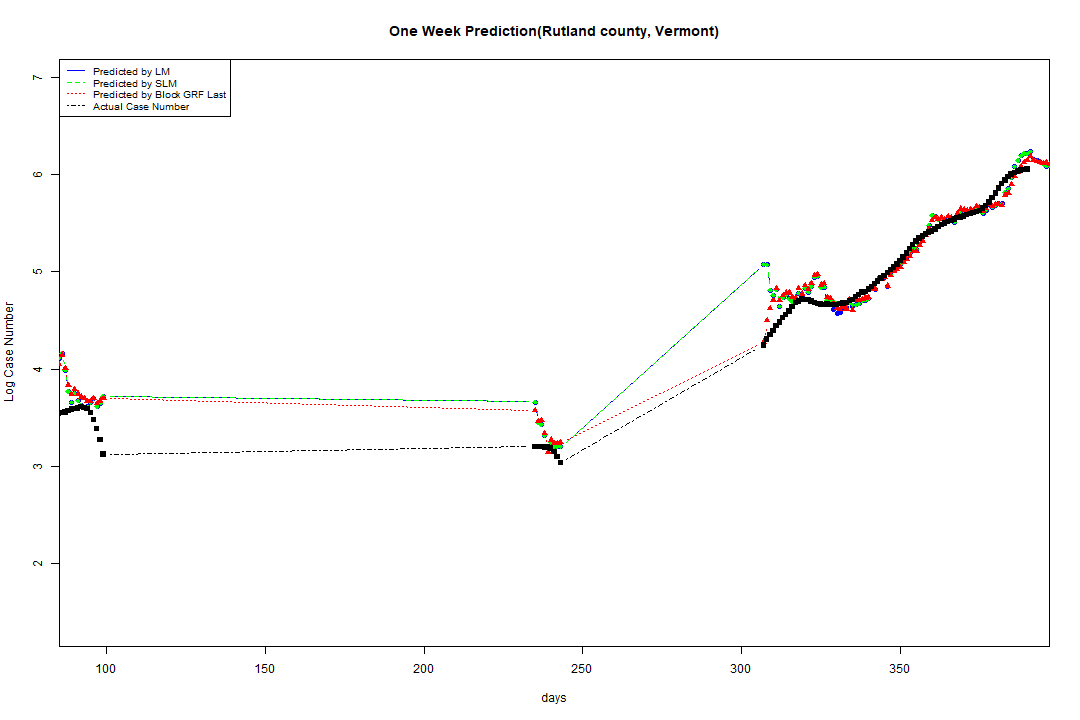 One Week Prediction(Rutland county, Vermont)
Predicted by LM
Predicted by SLM
Predicted by Block GRF Last
Actual Case Number
7
6
5
4
3
2
Log Case Number
100 150 200 250 300 350
days